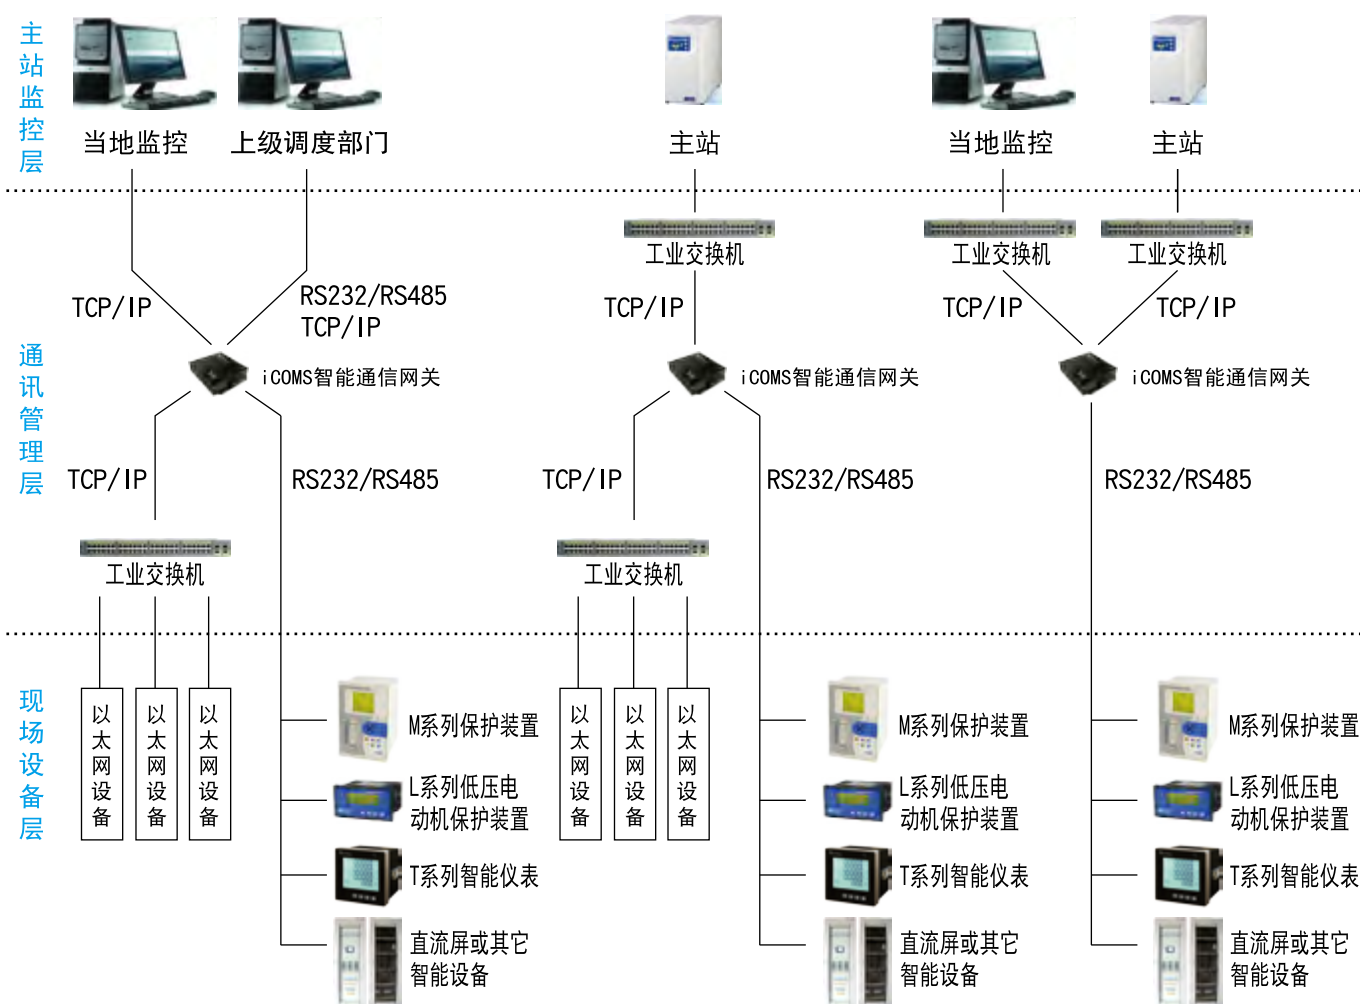 主站监控层
当地监控
上级调度部门
主站
当地监控
主站
工业交换机
工业交换机
工业交换机
通讯管理层
TCP/IP
RS232/RS485
TCP/IP
TCP/IP
TCP/IP
TCP/IP
iCOMS智能通信网关
iCOMS智能通信网关
iCOMS智能通信网关
TCP/IP
RS232/RS485
TCP/IP
RS232/RS485
RS232/RS485
工业交换机
工业交换机
现场设备层
以太网设备
以太网设备
以太网设备
M系列保护装置
L系列低压电
动机保护装置
T系列智能仪表
直流屏或其它
智能设备
以太网设备
以太网设备
以太网设备
M系列保护装置
L系列低压电
动机保护装置
T系列智能仪表
直流屏或其它
智能设备
M系列保护装置
L系列低压电
动机保护装置
T系列智能仪表
直流屏或其它
智能设备